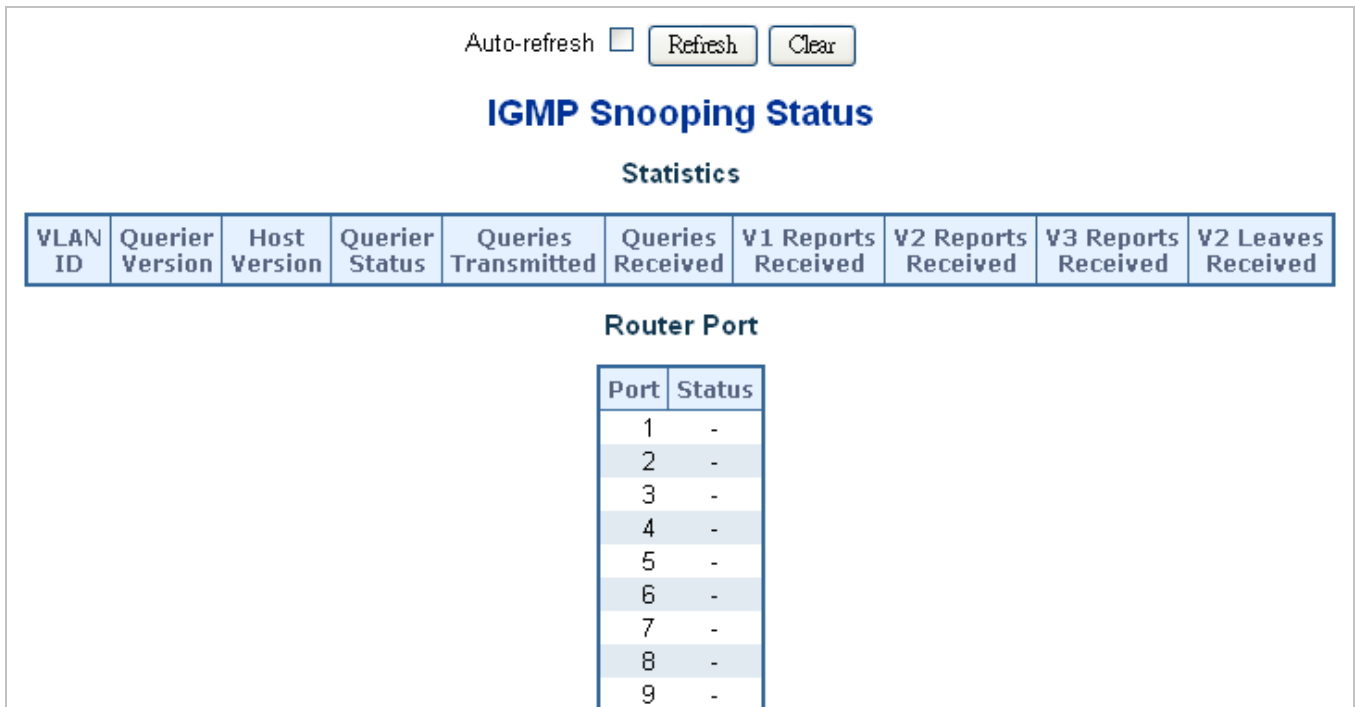 Auto-refresh Refresh Clear
IGMP Snooping Status
Statistics
VLAN ID Querier Version Host Version Querier Status Queries Transmitted Queries Received V1 Reports Received V2 Reports Received V3 Reports Received V2 Leaves Received
Router Port
Port Status
1 -
2 -
3 -
4 -
5 -
6 -
7 -
8 -
9 -